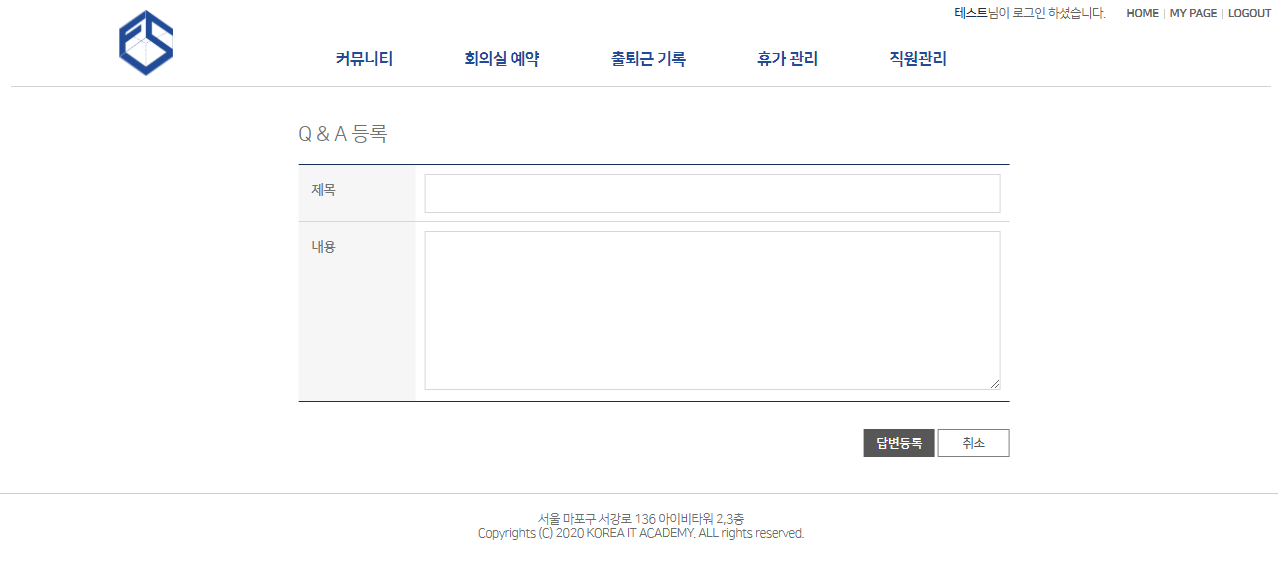 테스트님이 로그인 하셨습니다. HOME | MY PAGE | LOGOUT
FS
커뮤니티 회의실 예약 출퇴근 기록 휴가 관리 직원관리
Q & A 등록
제목
내용
답변등록 취소
서울 마포구 서강로 136 아이비타워 2,3층
Copyrights (C) 2020 KOREA IT ACADEMY. ALL rights reserved.